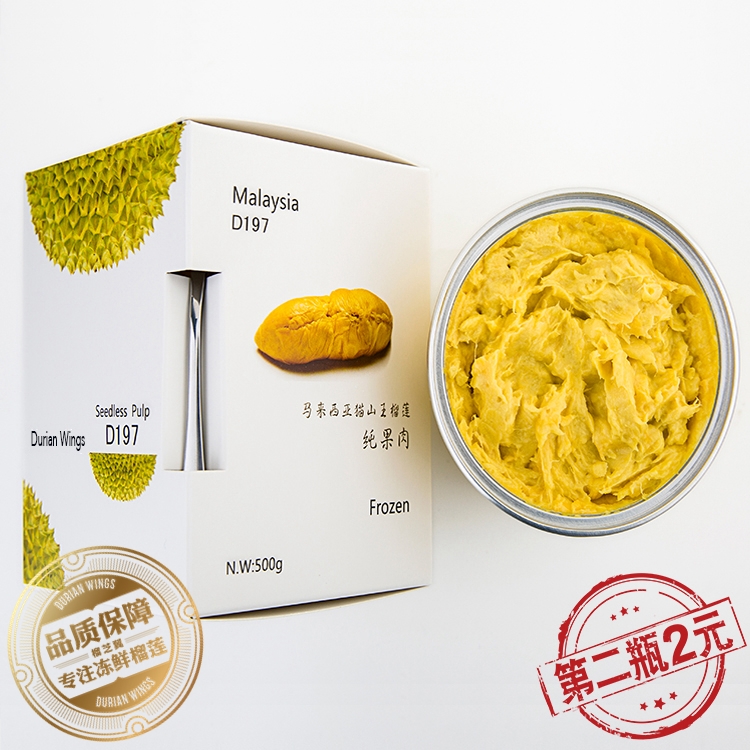 Malaysia
D197
马来西亚猫山王榴莲
纯果肉
Frozen
N.W:500g
Seedless Pulp
Durian Wings
D197
DURIAN WINGS
品质保障
榴芝翼
专注冻鲜榴莲
DURIAN WINGS
第二瓶2元